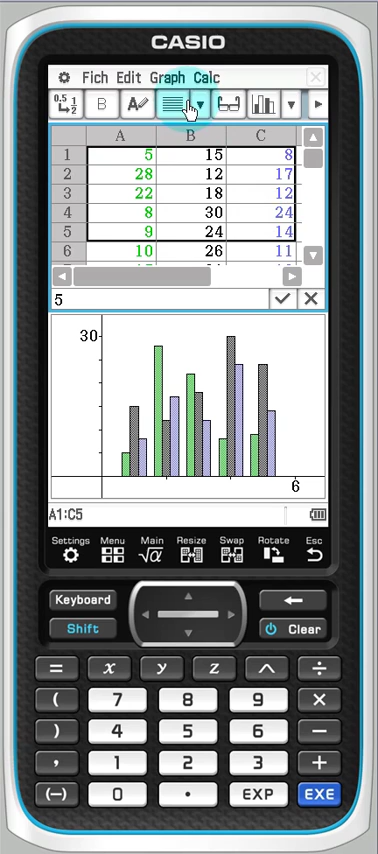 CASIO
Fich Edit Graph Calc
0.5 1 2 B A
A B C
1 5 15 8
2 28 12 17
3 22 18 12
4 8 30 24
5 9 24 14
6 10 26 11
5
30
6
A1:C5
Settings Menu Main Resize Swap Rotate Esc
√α
Keyboard
Shift Clear
= x y z ^ ÷
( 7 8 9 ×
) 4 5 6 −
, 1 2 3 +
(−) 0 . EXP EXE